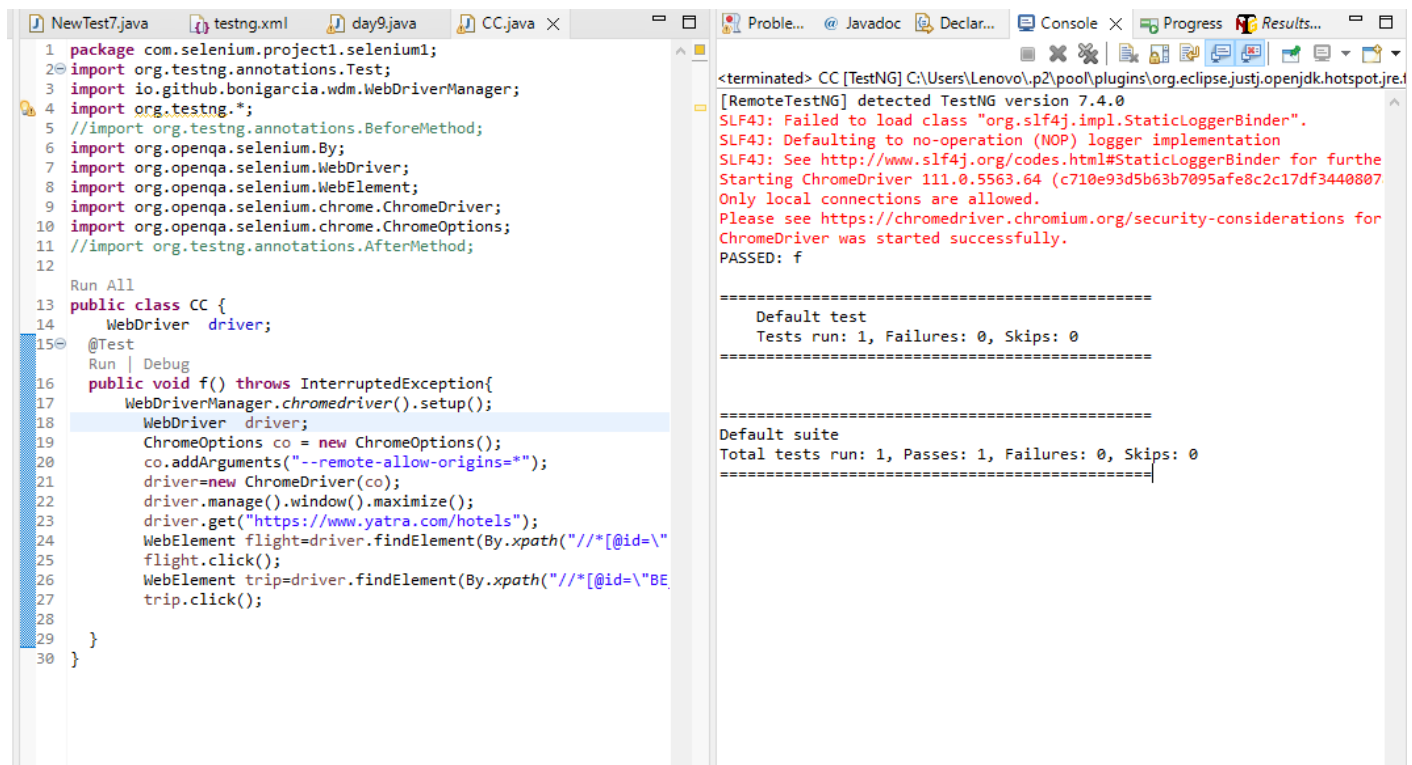 NewTest7.java testng.xml day9.java CC.java
1 package com.selenium.project1.selenium1;
2 import org.testng.annotations.Test;
3 import io.github.bonigarcia.wdm.WebDriverManager;
4 import org.testng.*;
5 //import org.testng.annotations.BeforeMethod;
6 import org.openqa.selenium.By;
7 import org.openqa.selenium.WebDriver;
8 import org.openqa.selenium.WebElement;
9 import org.openqa.selenium.chrome.ChromeDriver;
10 import org.openqa.selenium.chrome.ChromeOptions;
11 //import org.testng.annotations.AfterMethod;
12
Run All
13 public class CC {
14 WebDriver driver;
15 @Test
Run | Debug
16 public void f() throws InterruptedException{
17 WebDriverManager.chromedriver().setup();
18 WebDriver driver;
19 ChromeOptions co = new ChromeOptions();
20 co.addArguments("--remote-allow-origins=*");
21 driver=new ChromeDriver(co);
22 driver.manage().window().maximize();
23 driver.get("https://www.yatra.com/hotels");
24 WebElement flight=driver.findElement(By.xpath("//*[@id=\"
25 flight.click();
26 WebElement trip=driver.findElement(By.xpath("//*[@id=\"BE_
27 trip.click();
28
29 }
30 }
Proble... @ Javadoc Declar... Console Progress Results...
<terminated> CC [TestNG] C:\Users\Lenovo\.p2\pool\plugins\org.eclipse.justj.openjdk.hotspot.jre.f
[RemoteTestNG] detected TestNG version 7.4.0
SLF4J: Failed to load class "org.slf4j.impl.StaticLoggerBinder".
SLF4J: Defaulting to no-operation (NOP) logger implementation
SLF4J: See http://www.slf4j.org/codes.html#StaticLoggerBinder for furthe
Starting ChromeDriver 111.0.5563.64 (c710e93d5b63b7095afe8c2c17df3440807
Only local connections are allowed.
Please see https://chromedriver.chromium.org/security-considerations for
ChromeDriver was started successfully.
PASSED: f
===============================================
Default test
Tests run: 1, Failures: 0, Skips: 0
===============================================
===============================================
Default suite
Total tests run: 1, Passes: 1, Failures: 0, Skips: 0
===============================================